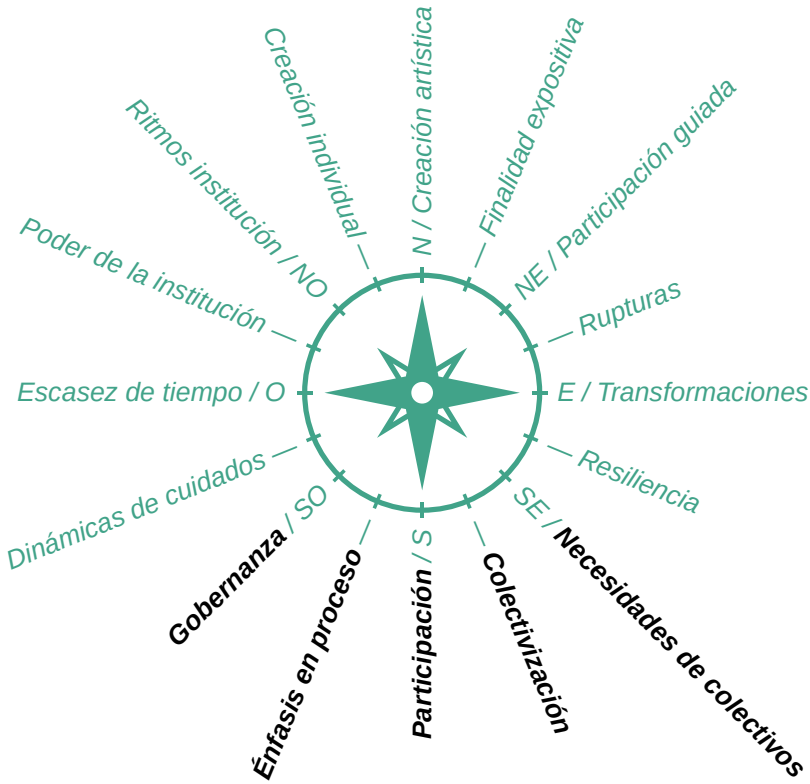 N / Creación artística
Finalidad expositiva
NE / Participación guiada
Rupturas
E / Transformaciones
Resiliencia
SE / Necesidades de colectivos
Colectivización
Participación / S
Énfasis en proceso
Gobernanza / SO
Dinámicas de cuidados
Escasez de tiempo / O
Poder de la institución
Ritmos institución / NO
Creación individual